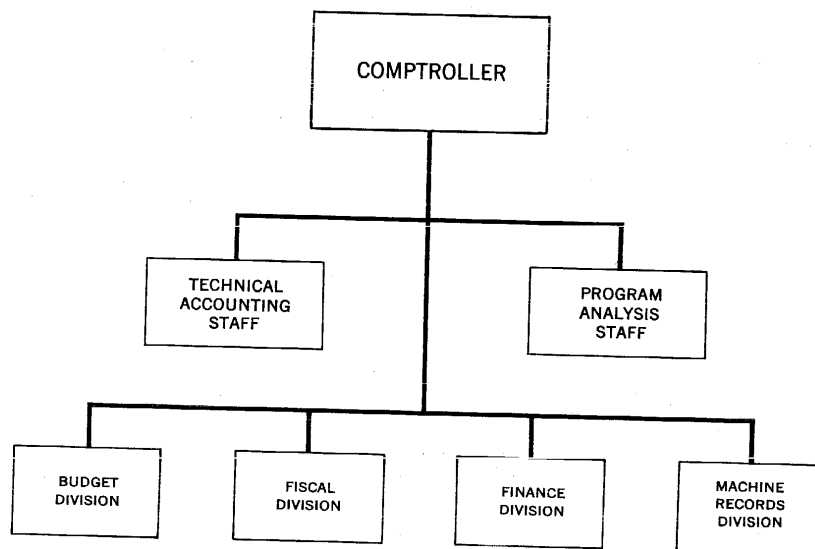 COMPTROLLER
TECHNICAL
ACCOUNTING
STAFF
PROGRAM
ANALYSIS
STAFF
BUDGET
DIVISION
FISCAL
DIVISION
FINANCE
DIVISION
MACHINE
RECORDS
DIVISION